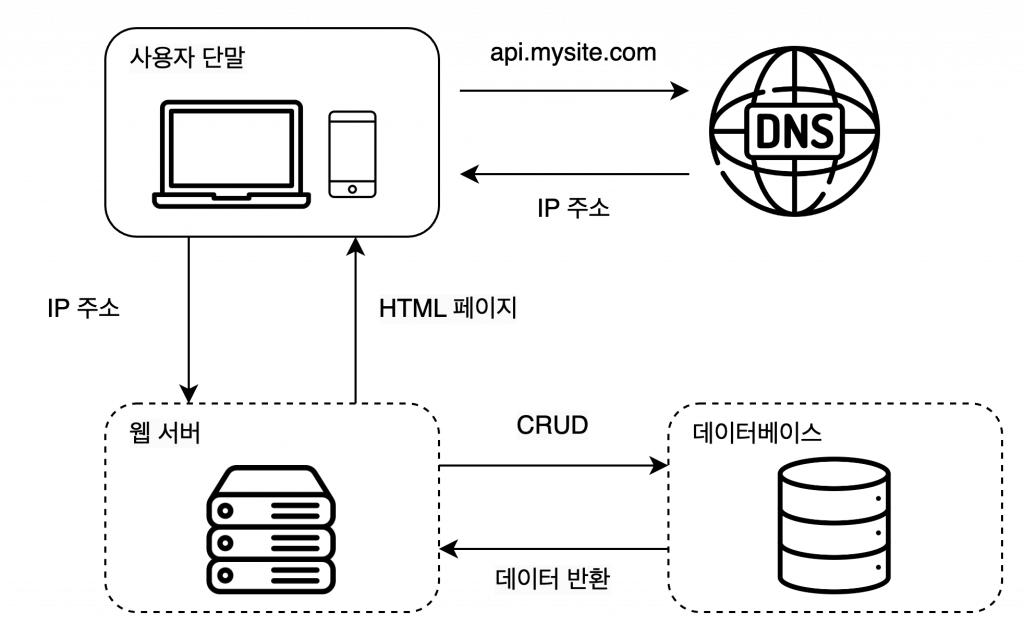 사용자 단말
api.mysite.com
DNS
IP 주소
IP 주소
HTML 페이지
웹 서버
CRUD
데이터베이스
데이터 반환